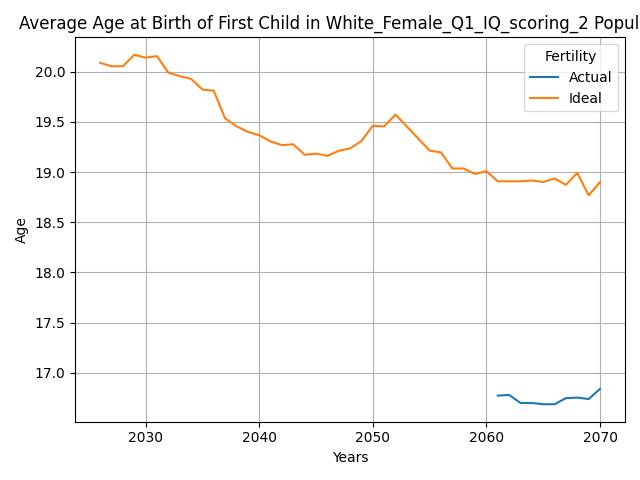 Average Age at Birth of First Child in White_Female_Q1_IQ_scoring_2 Popul
Fertility
Actual
Ideal
20.0
19.5
19.0
18.5
18.0
17.5
17.0
Age
2030 2040 2050 2060 2070
Years